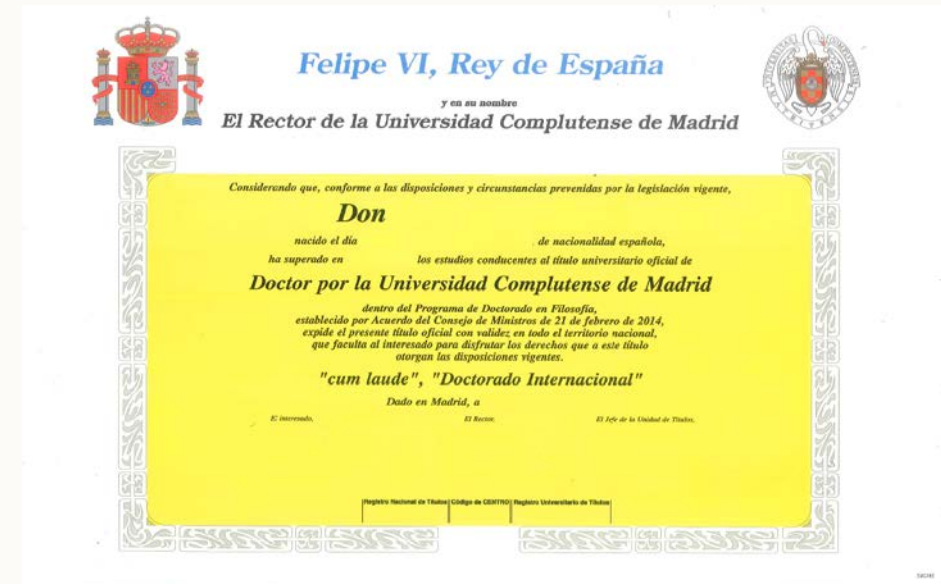 Felipe VI, Rey de España
y en su nombre
El Rector de la Universidad Complutense de Madrid
Considerando que, conforme a las disposiciones y circunstancias prevenidas por la legislación vigente,
Don
nacido el día , de nacionalidad española,
ha superado en los estudios conducentes al título universitario oficial de
Doctor por la Universidad Complutense de Madrid
dentro del Programa de Doctorado en Filosofía,
establecido por Acuerdo del Consejo de Ministros de 21 de febrero de 2014,
expide el presente título oficial con validez en todo el territorio nacional,
que faculta al interesado para disfrutar los derechos que a este título
otorgan las disposiciones vigentes.
"cum laude", "Doctorado Internacional"
Dado en Madrid, a
El interesado, El Rector, El Jefe de la Unidad de Títulos,
Registro Nacional de Títulos Código de CENTRO Registro Universitario de Títulos